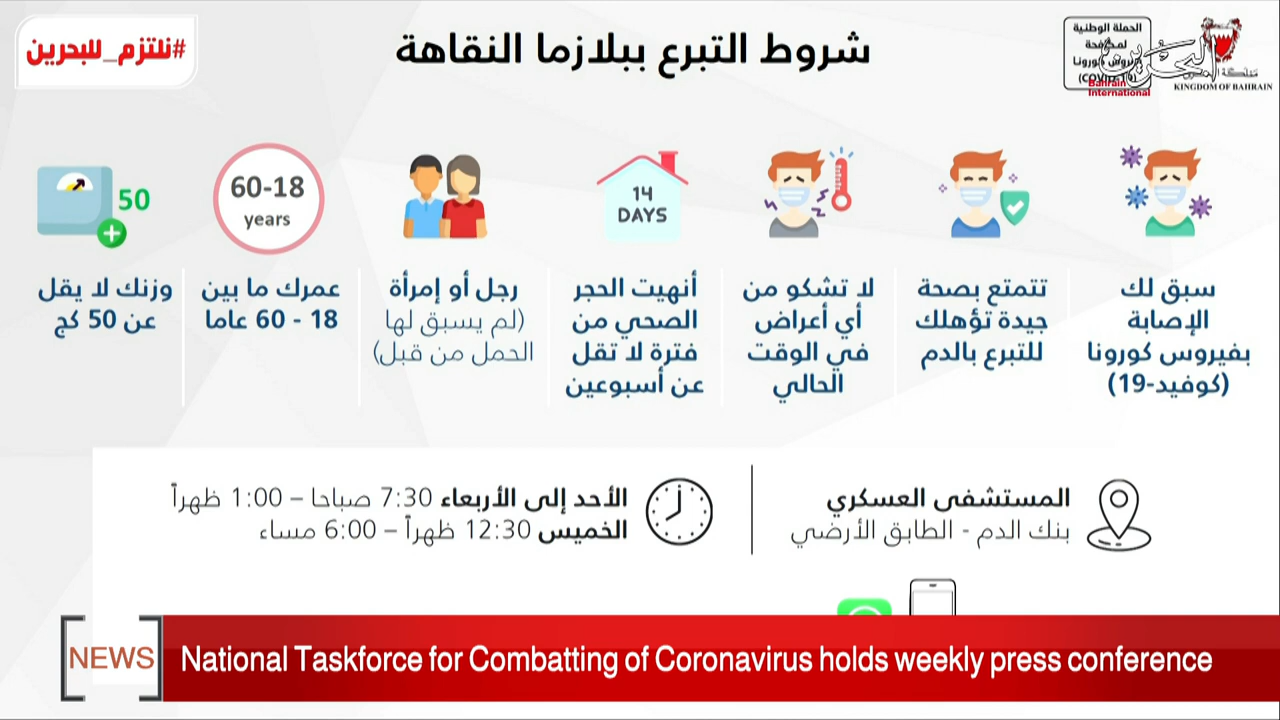 #نلتزم_للبحرين
شروط التبرع ببلازما النقاهة
الحملة الوطنية
لمكافحة
فيروس كورونا
(COVID-19)
البحرين
Bahrain
International
مملكة البحرين
KINGDOM OF BAHRAIN
سبق لك
الإصابة
بفيروس كورونا
(كوفيد-19)
تتمتع بصحة
جيدة تؤهلك
للتبرع بالدم
لا تشكو من
أي أعراض
في الوقت
الحالي
14
DAYS
أنهيت الحجر
الصحي من
فترة لا تقل
عن أسبوعين
رجل أو إمرأة
(لم يسبق لها
الحمل من قبل)
60-18
years
عمرك ما بين
18 - 60 عاما
50
وزنك لا يقل
عن 50 كج
المستشفى العسكري
بنك الدم - الطابق الأرضي
الأحد إلى الأربعاء 7:30 صباحا – 1:00 ظهراً
الخميس 12:30 ظهراً – 6:00 مساء
NEWS
National Taskforce for Combatting of Coronavirus holds weekly press conference